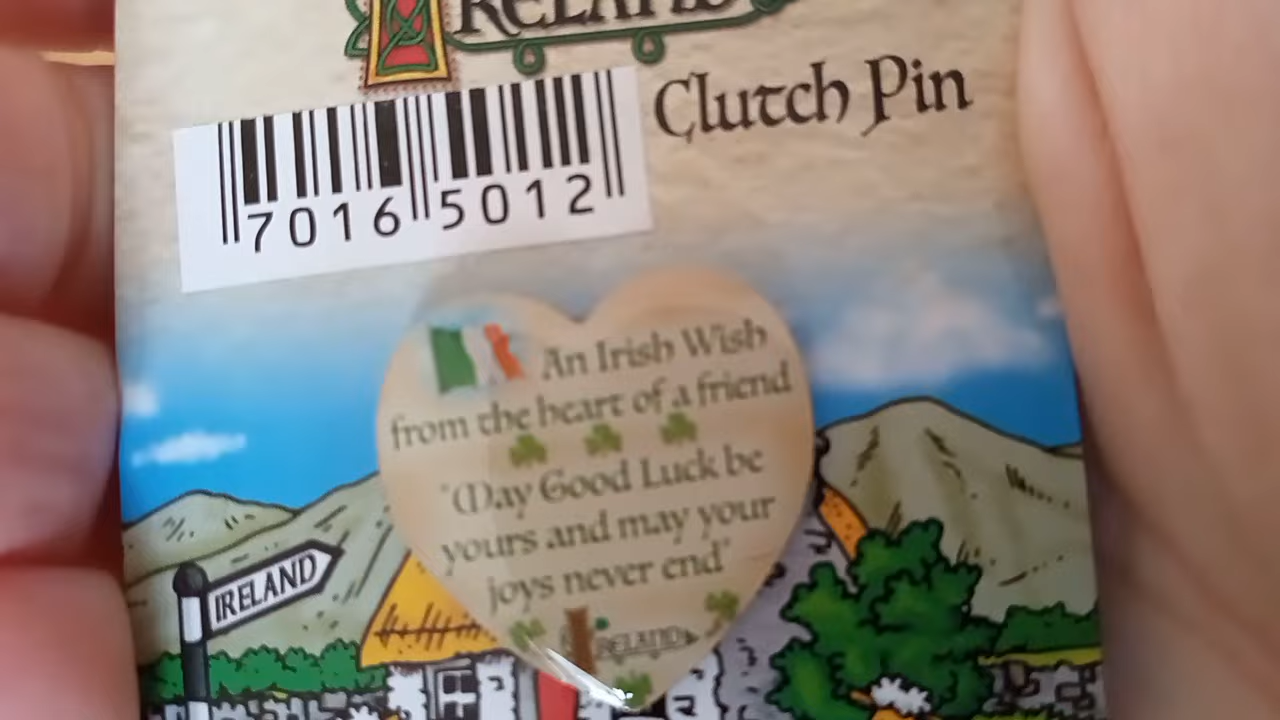 IRELAND
Clutch Pin
7016 5012
An Irish Wish
from the heart of a friend
"May Good Luck be
yours and may your
joys never end"
IRELAND
IRELAND